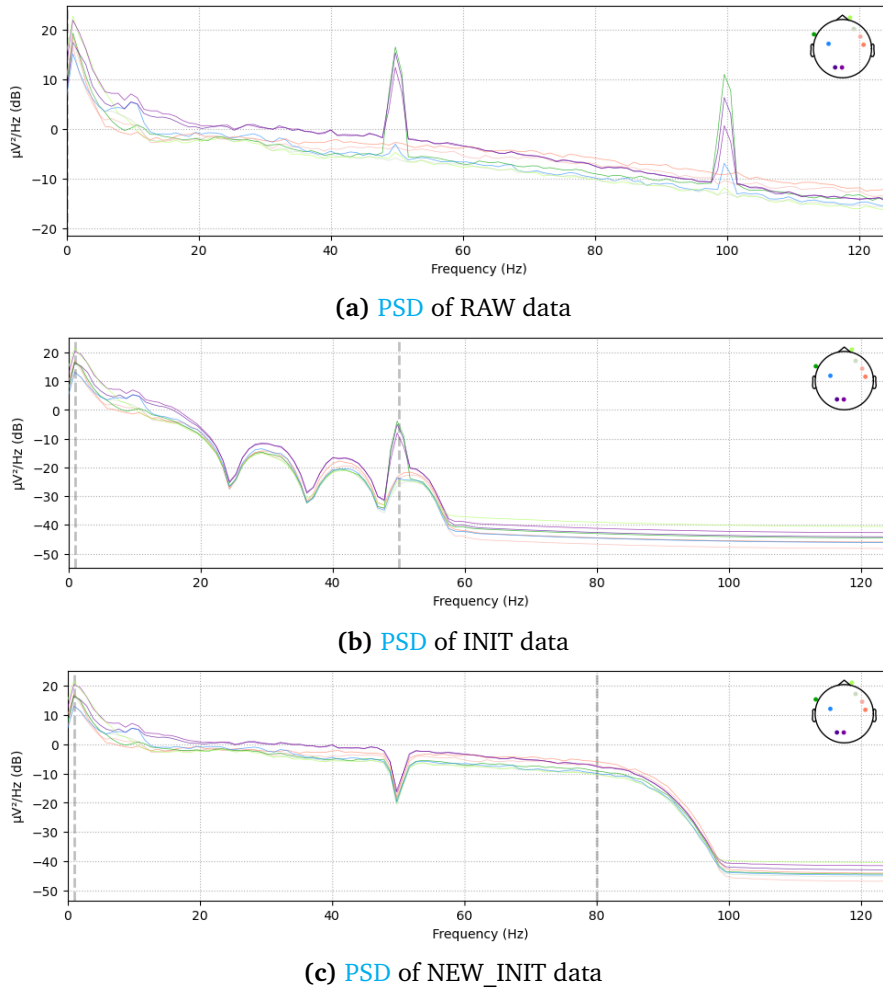 20
10
0
−10
−20
µV²/Hz (dB)
0 20 40 60 80 100 120
Frequency (Hz)
(a) PSD of RAW data
20
10
0
−10
−20
−30
−40
−50
µV²/Hz (dB)
0 20 40 60 80 100 120
Frequency (Hz)
(b) PSD of INIT data
20
10
0
−10
−20
−30
−40
−50
µV²/Hz (dB)
0 20 40 60 80 100 120
Frequency (Hz)
(c) PSD of NEW_INIT data